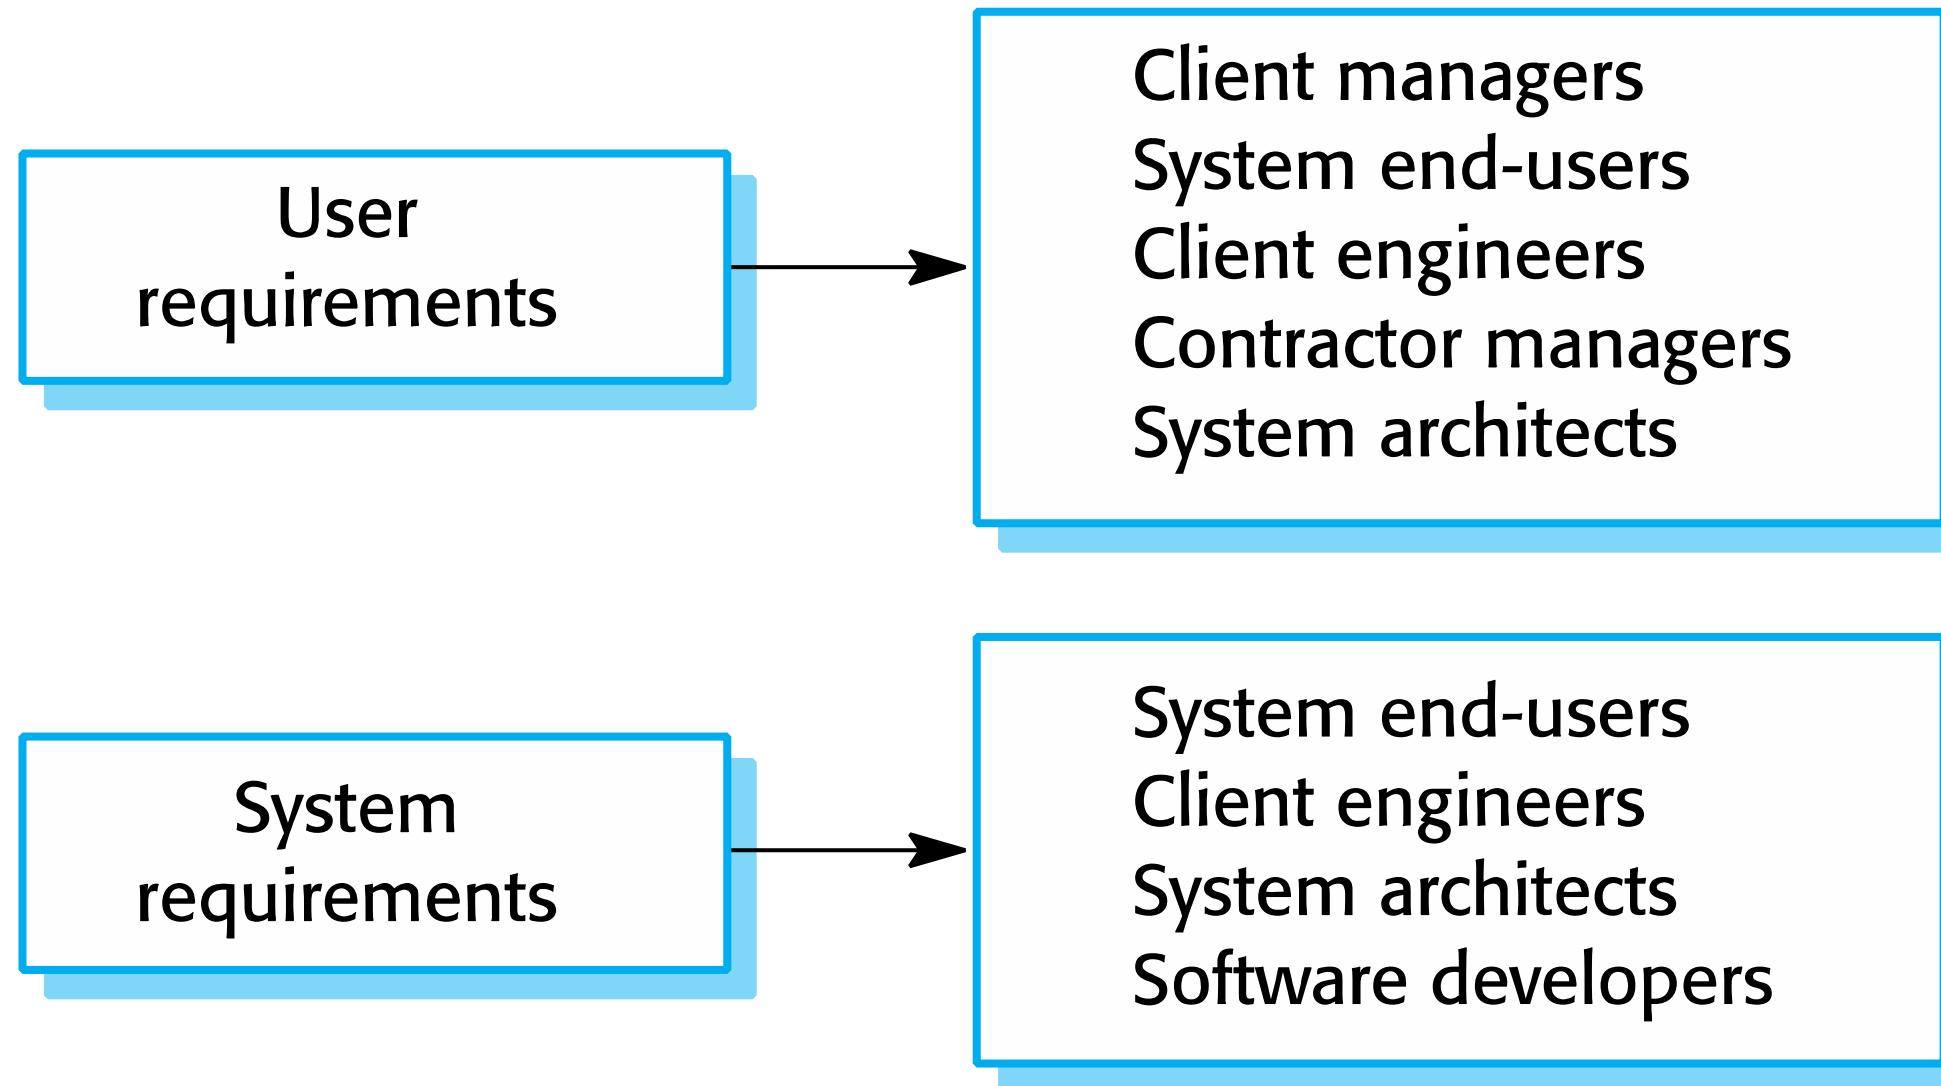 User
requirements
Client managers
System end-users
Client engineers
Contractor managers
System architects
System
requirements
System end-users
Client engineers
System architects
Software developers